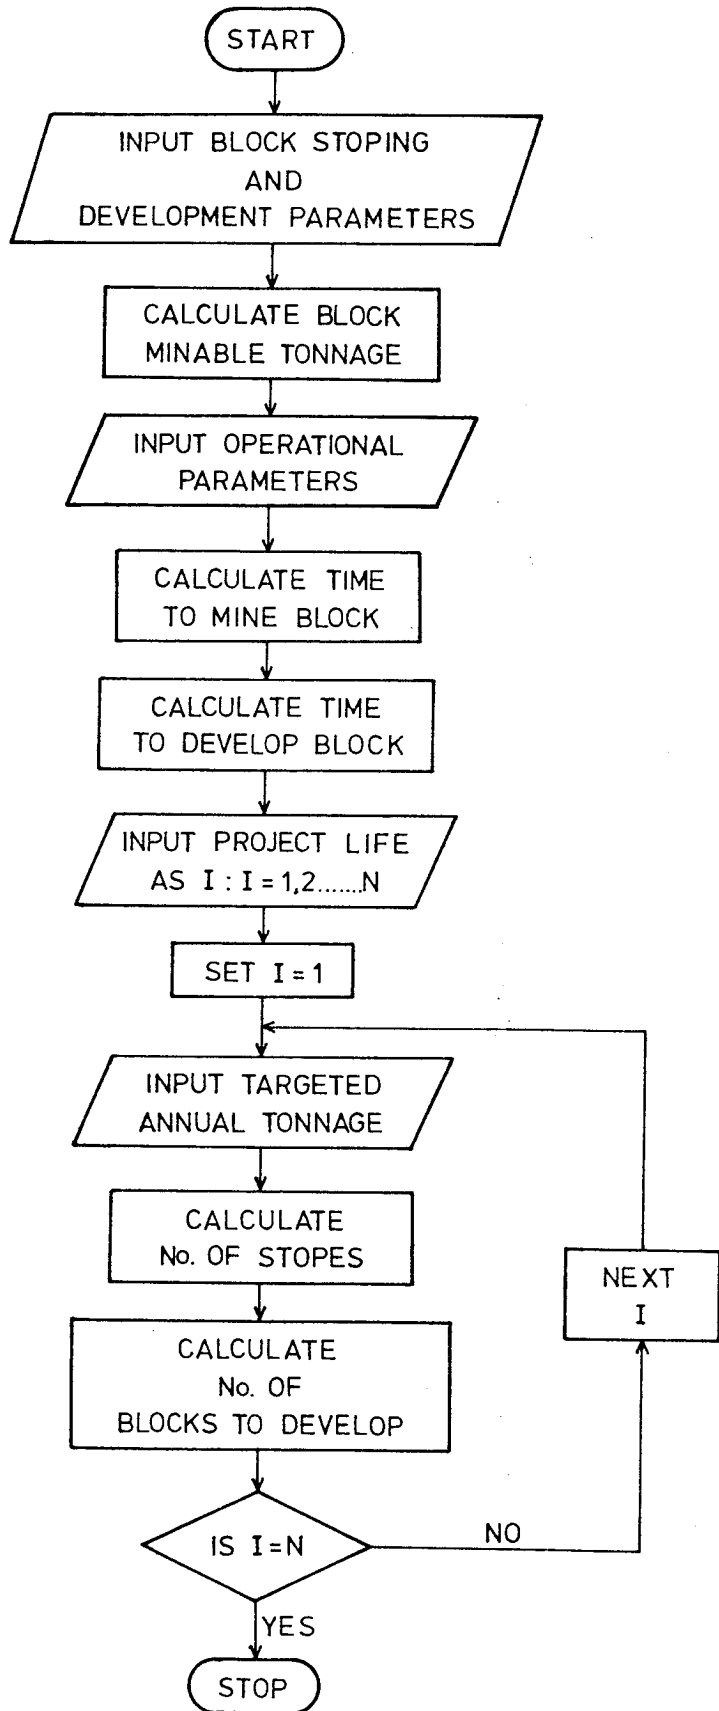 START
INPUT BLOCK STOPING
AND
DEVELOPMENT PARAMETERS
CALCULATE BLOCK
MINABLE TONNAGE
INPUT OPERATIONAL
PARAMETERS
CALCULATE TIME
TO MINE BLOCK
CALCULATE TIME
TO DEVELOP BLOCK
INPUT PROJECT LIFE
AS I : I = 1,2.......N
SET I = 1
INPUT TARGETED
ANNUAL TONNAGE
CALCULATE
No. OF STOPES
NEXT
I
CALCULATE
No. OF
BLOCKS TO DEVELOP
IS I=N
NO
YES
STOP